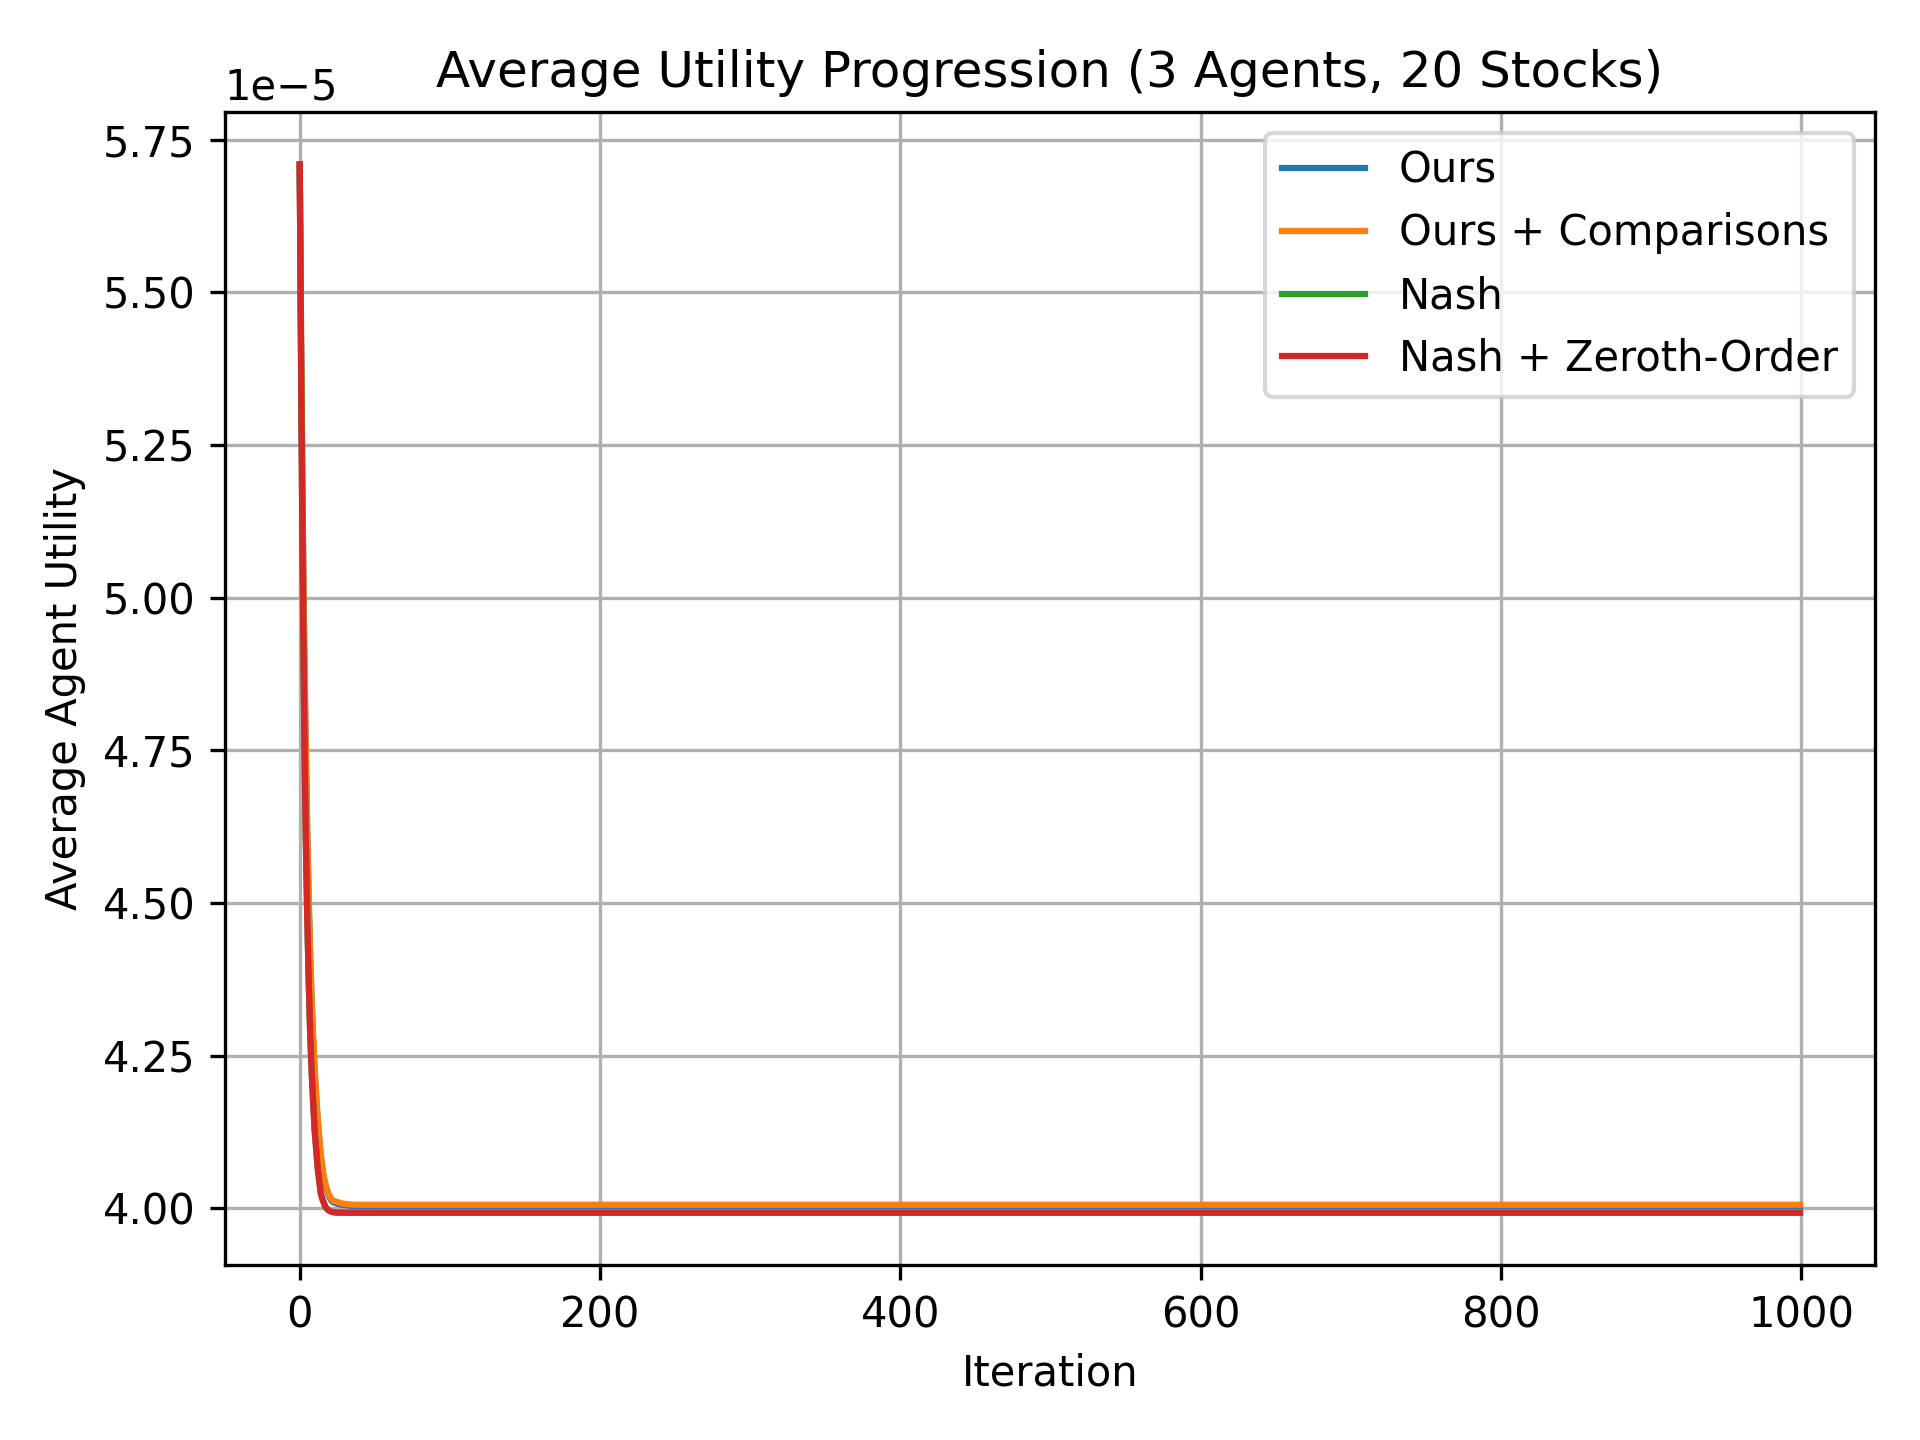 Average Utility Progression (3 Agents, 20 Stocks)
1e−5
5.75
5.50
5.25
5.00
4.75
4.50
4.25
4.00
Average Agent Utility
Ours
Ours + Comparisons
Nash
Nash + Zeroth-Order
0 200 400 600 800 1000
Iteration